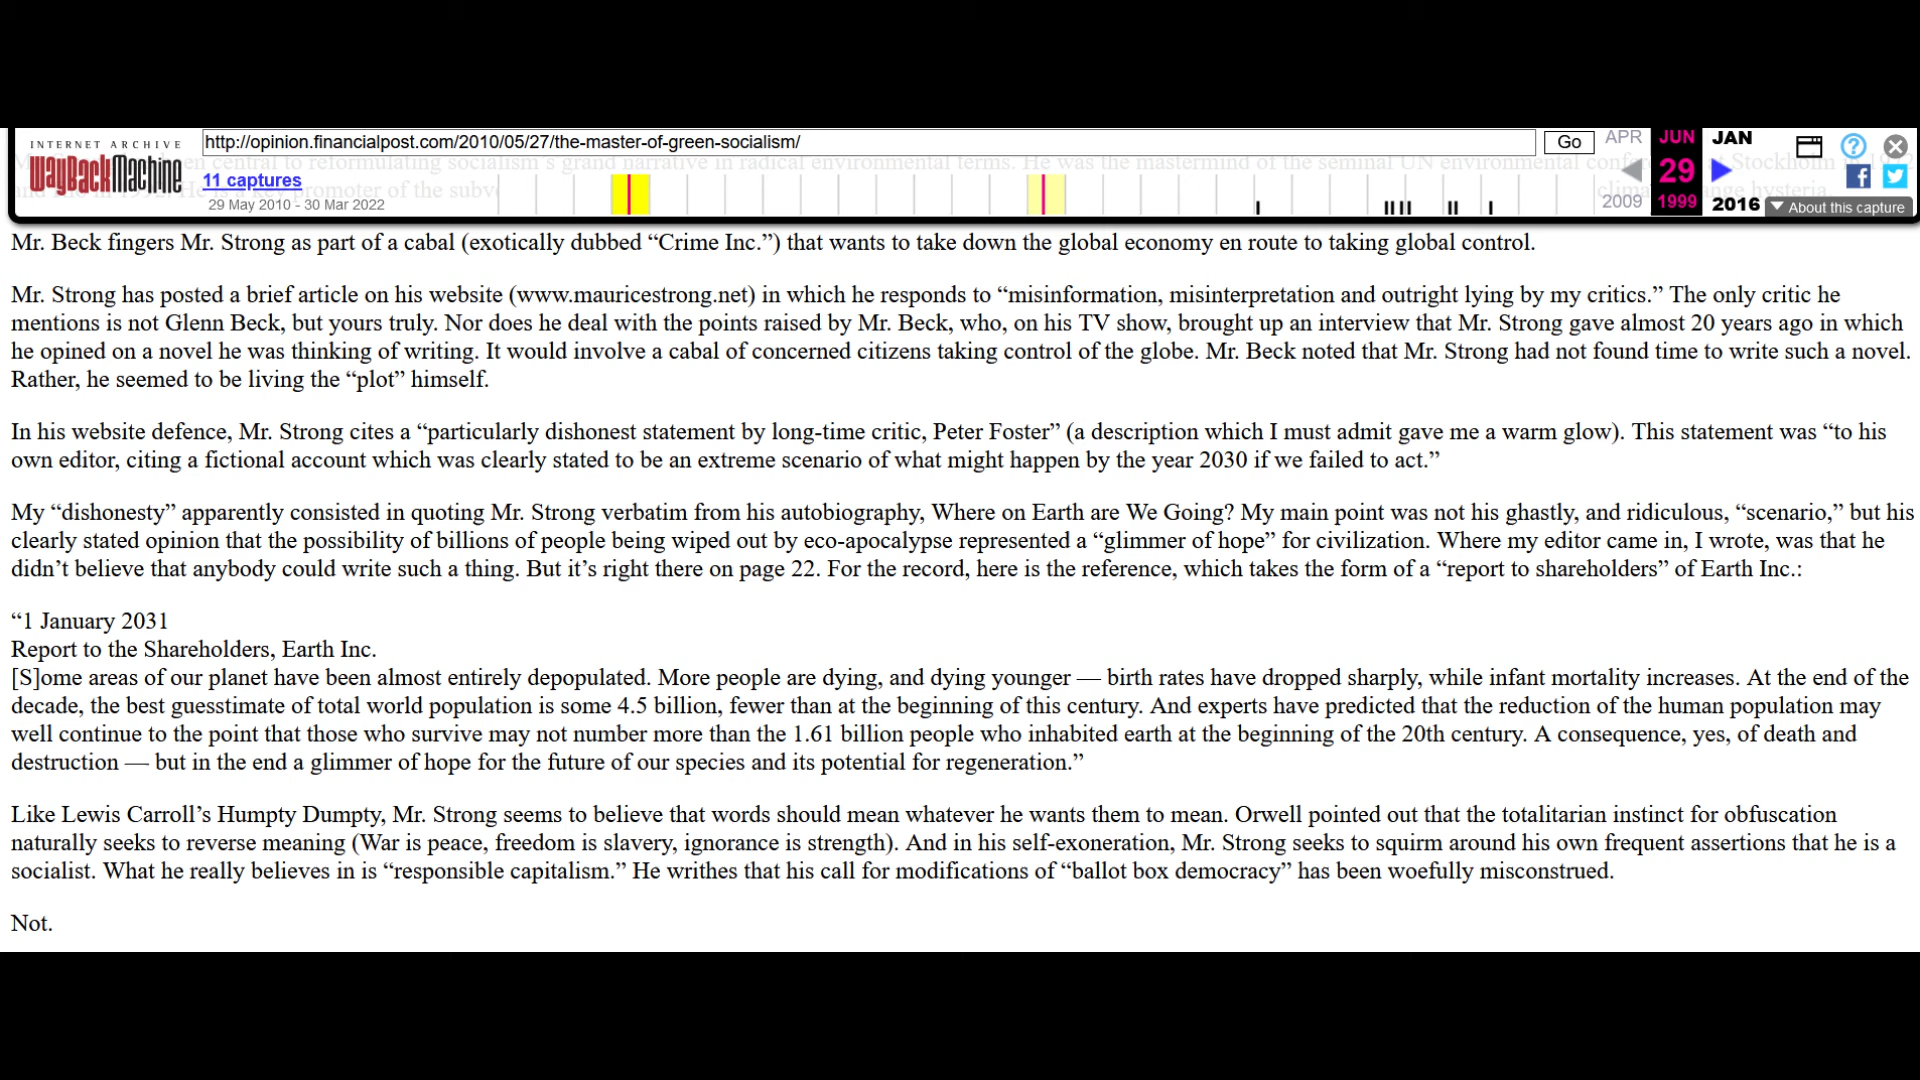 INTERNET ARCHIVE
WayBackMachine
http://opinion.financialpost.com/2010/05/27/the-master-of-green-socialism/
Go
APR
JUN
JAN
11 captures
29
29 May 2010 - 30 Mar 2022
2009
1999
2016
About this capture
en central to reformulating socialism's grand narrative in radical environmental terms. He was the mastermind of the seminal UN environmental conf
Stockholm
promoter of the
hysteria
Mr. Beck fingers Mr. Strong as part of a cabal (exotically dubbed “Crime Inc.”) that wants to take down the global economy en route to taking global control.
Mr. Strong has posted a brief article on his website (www.mauricestrong.net) in which he responds to “misinformation, misinterpretation and outright lying by my critics.” The only critic he
mentions is not Glenn Beck, but yours truly. Nor does he deal with the points raised by Mr. Beck, who, on his TV show, brought up an interview that Mr. Strong gave almost 20 years ago in which
he opined on a novel he was thinking of writing. It would involve a cabal of concerned citizens taking control of the globe. Mr. Beck noted that Mr. Strong had not found time to write such a novel.
Rather, he seemed to be living the “plot” himself.
In his website defence, Mr. Strong cites a “particularly dishonest statement by long-time critic, Peter Foster” (a description which I must admit gave me a warm glow). This statement was “to his
own editor, citing a fictional account which was clearly stated to be an extreme scenario of what might happen by the year 2030 if we failed to act.”
My “dishonesty” apparently consisted in quoting Mr. Strong verbatim from his autobiography, Where on Earth are We Going? My main point was not his ghastly, and ridiculous, “scenario,” but his
clearly stated opinion that the possibility of billions of people being wiped out by eco-apocalypse represented a “glimmer of hope” for civilization. Where my editor came in, I wrote, was that he
didn’t believe that anybody could write such a thing. But it’s right there on page 22. For the record, here is the reference, which takes the form of a “report to shareholders” of Earth Inc.:
“1 January 2031
Report to the Shareholders, Earth Inc.
[S]ome areas of our planet have been almost entirely depopulated. More people are dying, and dying younger — birth rates have dropped sharply, while infant mortality increases. At the end of the
decade, the best guesstimate of total world population is some 4.5 billion, fewer than at the beginning of this century. And experts have predicted that the reduction of the human population may
well continue to the point that those who survive may not number more than the 1.61 billion people who inhabited earth at the beginning of the 20th century. A consequence, yes, of death and
destruction — but in the end a glimmer of hope for the future of our species and its potential for regeneration.”
Like Lewis Carroll’s Humpty Dumpty, Mr. Strong seems to believe that words should mean whatever he wants them to mean. Orwell pointed out that the totalitarian instinct for obfuscation
naturally seeks to reverse meaning (War is peace, freedom is slavery, ignorance is strength). And in his self-exoneration, Mr. Strong seeks to squirm around his own frequent assertions that he is a
socialist. What he really believes in is “responsible capitalism.” He writhes that his call for modifications of “ballot box democracy” has been woefully misconstrued.
Not.